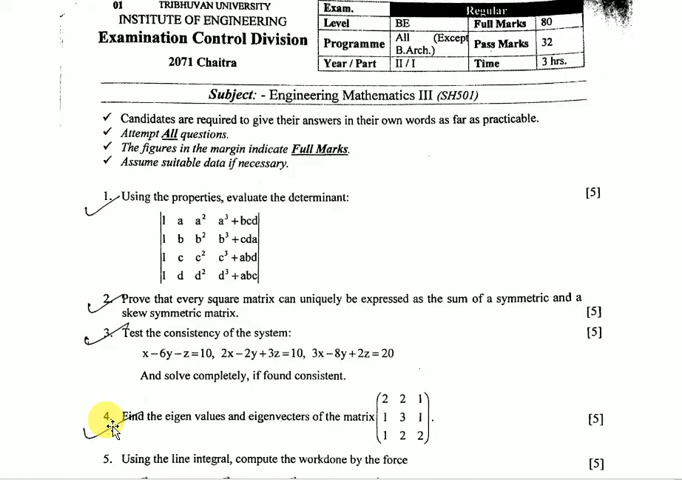 01 TRIBHUVAN UNIVERSITY
INSTITUTE OF ENGINEERING
Examination Control Division
2071 Chaitra
Exam. Regular
Level BE Full Marks 80
Programme All (Except B.Arch.) Pass Marks 32
Year / Part II / I Time 3 hrs.
Subject: - Engineering Mathematics III (SH501)
✓ Candidates are required to give their answers in their own words as far as practicable.
✓ Attempt All questions.
✓ The figures in the margin indicate Full Marks.
✓ Assume suitable data if necessary.
1. Using the properties, evaluate the determinant: [5]
|1 a a² a³+bcd|
|1 b b² b³+cda|
|1 c c² c³+abd|
|1 d d² d³+abc|
2. Prove that every square matrix can uniquely be expressed as the sum of a symmetric and a
skew symmetric matrix. [5]
3. Test the consistency of the system: [5]
x−6y−z=10, 2x−2y+3z=10, 3x−8y+2z=20
And solve completely, if found consistent.
4. Find the eigen values and eigenvecters of the matrix (2 2 1
1 3 1
1 2 2). [5]
5. Using the line integral, compute the workdone by the force [5]